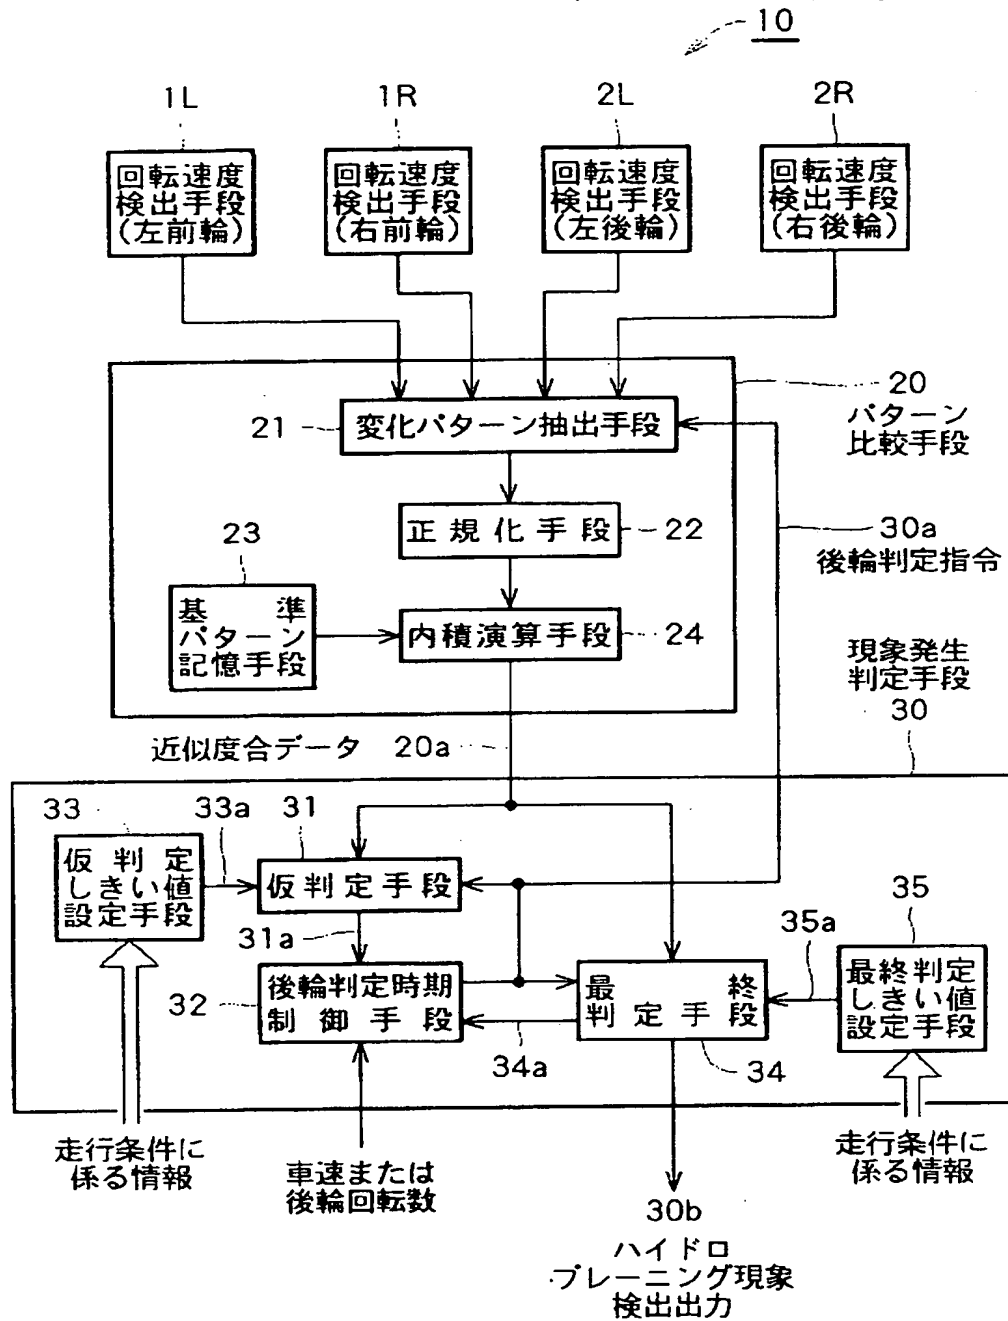 10
1L
1R
2L
2R
回転速度
検出手段
(左前輪)
回転速度
検出手段
(右前輪)
回転速度
検出手段
(左後輪)
回転速度
検出手段
(右後輪)
20
パターン
比較手段
21
変化パターン抽出手段
正規化手段
22
30a
後輪判定指令
23
基準
パターン
記憶手段
内積演算手段
24
現象発生
判定手段
30
近似度合データ 20a
33
33a
31
仮判定
しきい値
設定手段
仮判定手段
31a
35
35a
32
後輪判定時期
制御手段
34a
最終
判定手段
34
最終判定
しきい値
設定手段
走行条件に
係る情報
車速または
後輪回転数
走行条件に
係る情報
30b
ハイドロ
プレーニング現象
検出出力